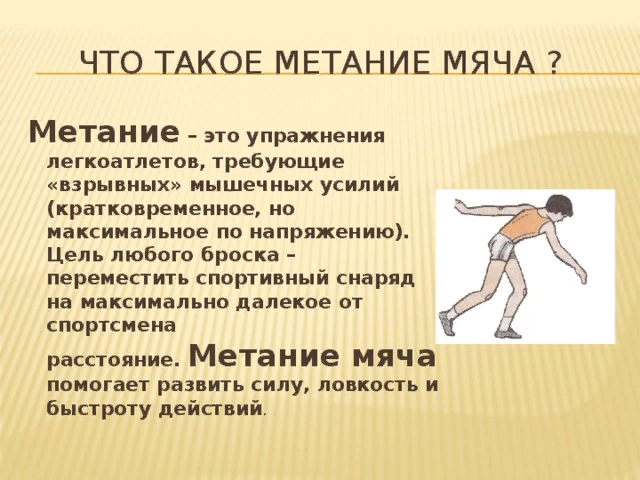 ЧТО ТАКОЕ МЕТАНИЕ МЯЧА ?
Метание – это упражнения
легкоатлетов, требующие
«взрывных» мышечных усилий
(кратковременное, но
максимальное по напряжению).
Цель любого броска –
переместить спортивный снаряд
на максимально далекое от
спортсмена
расстояние. Метание мяча
помогает развить силу, ловкость и
быстроту действий.